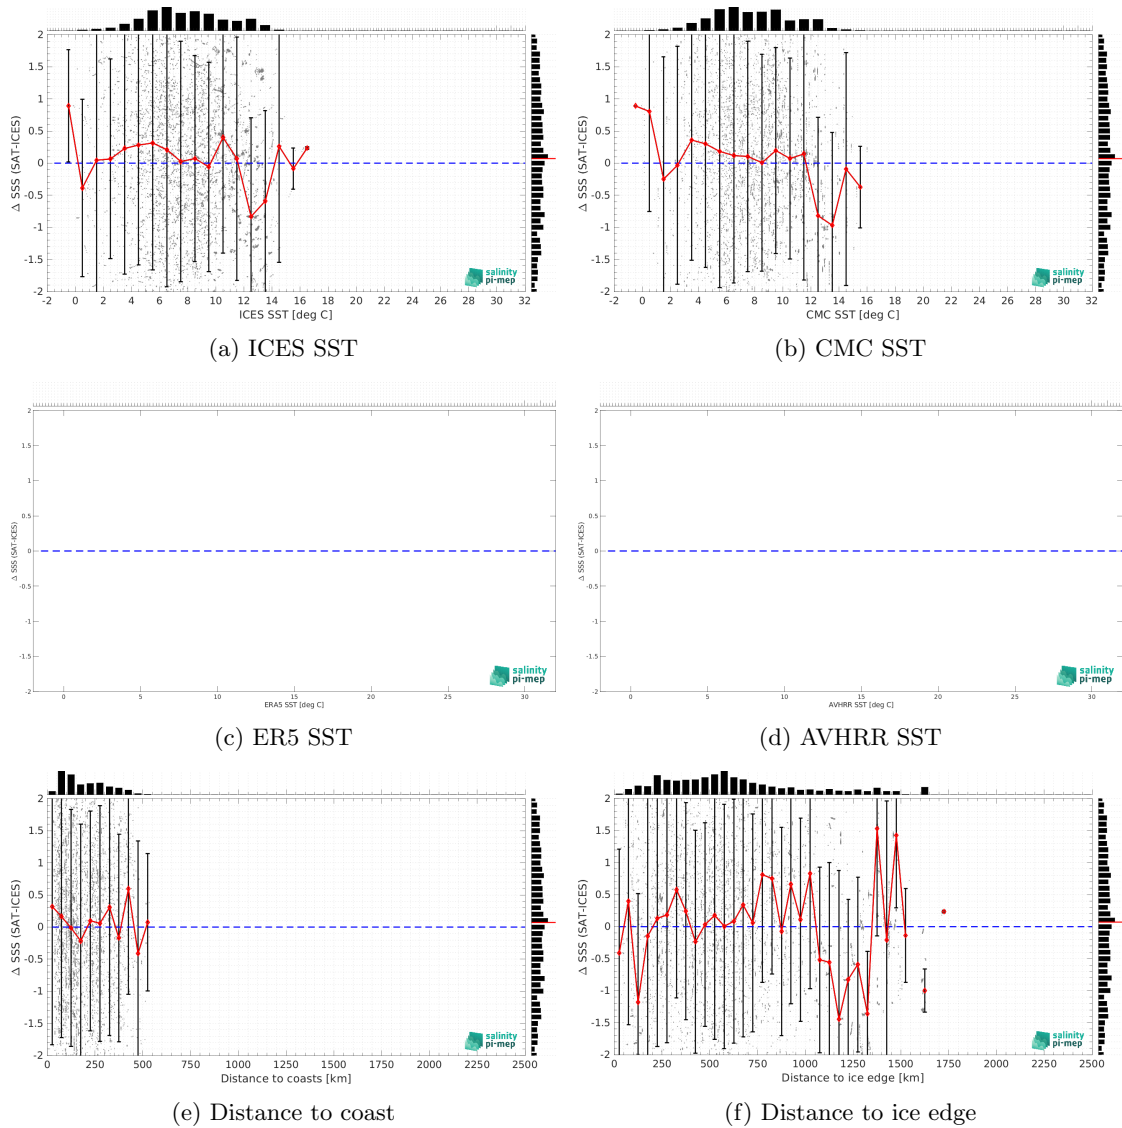 2
1.5
1
0.5
0
-0.5
-1
-1.5
-2
Δ SSS (SAT-ICES)
-2 0 2 4 6 8 10 12 14 16 18 20 22 24 26 28 30 32
ICES SST [deg C]
salinity
pi-mep
(a) ICES SST
2
1.5
1
0.5
0
-0.5
-1
-1.5
-2
Δ SSS (SAT-ICES)
-2 0 2 4 6 8 10 12 14 16 18 20 22 24 26 28 30 32
CMC SST [deg C]
salinity
pi-mep
(b) CMC SST
2
1.5
1
0.5
0
-0.5
-1
-1.5
-2
Δ SSS (SAT-ICES)
0 5 10 15 20 25 30
ERA5 SST [deg C]
salinity
pi-mep
(c) ER5 SST
2
1.5
1
0.5
0
-0.5
-1
-1.5
-2
Δ SSS (SAT-ICES)
0 5 10 15 20 25 30
AVHRR SST [deg C]
salinity
pi-mep
(d) AVHRR SST
2
1.5
1
0.5
0
-0.5
-1
-1.5
-2
Δ SSS (SAT-ICES)
0 250 500 750 1000 1250 1500 1750 2000 2250 2500
Distance to coasts [km]
salinity
pi-mep
(e) Distance to coast
2
1.5
1
0.5
0
-0.5
-1
-1.5
-2
Δ SSS (SAT-ICES)
0 250 500 750 1000 1250 1500 1750 2000 2250 2500
Distance to ice edge [km]
salinity
pi-mep
(f) Distance to ice edge